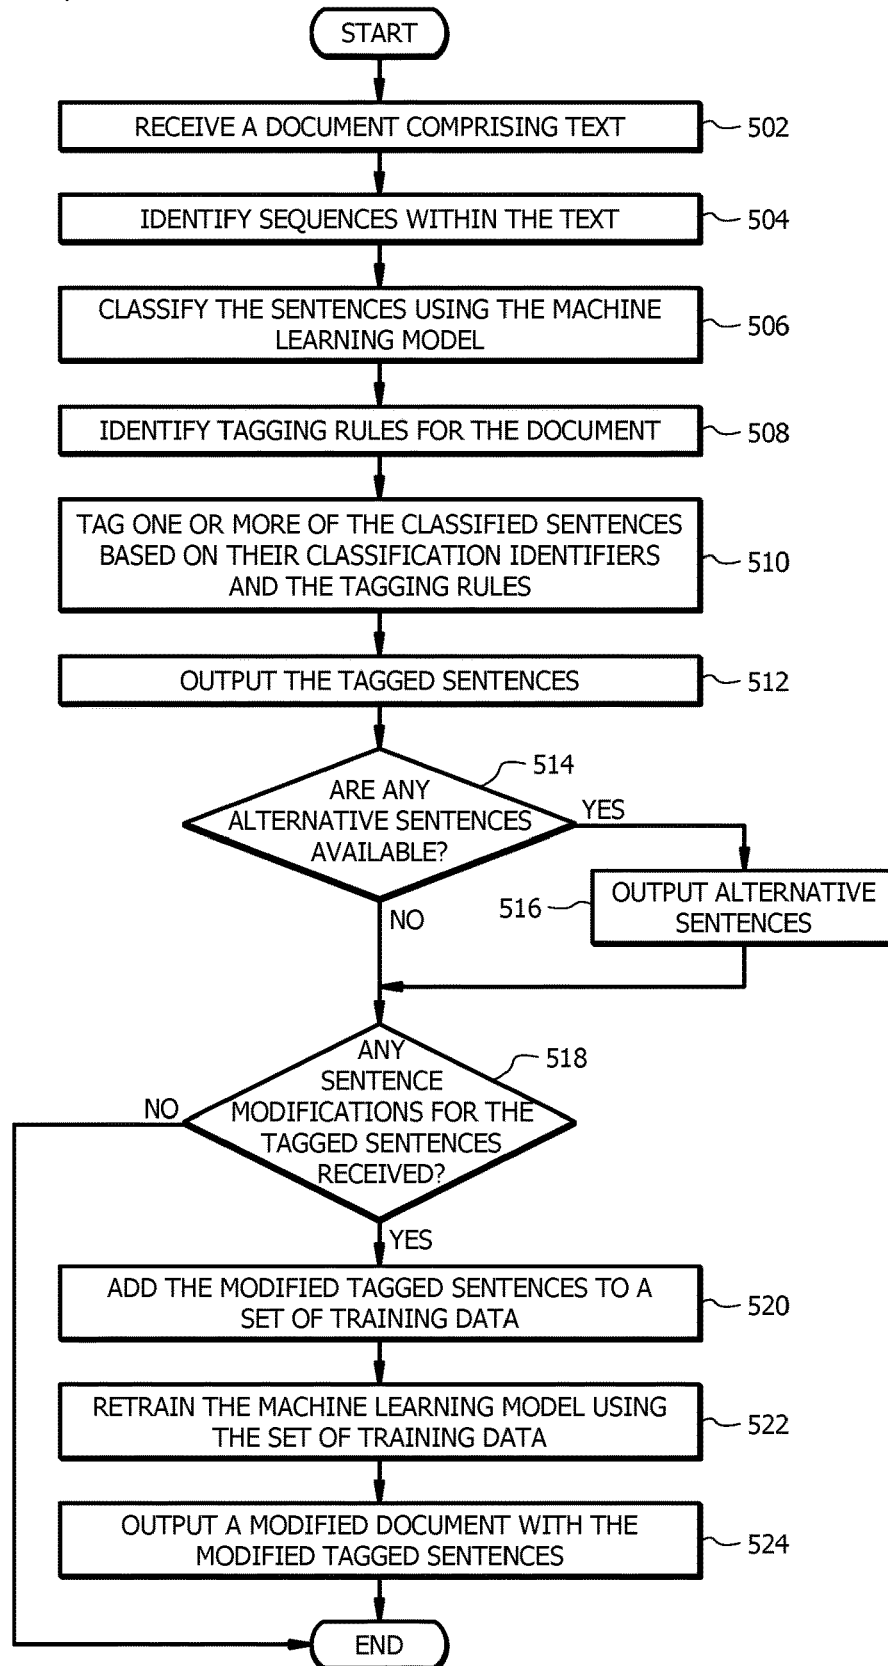 START
RECEIVE A DOCUMENT COMPRISING TEXT
502
IDENTIFY SEQUENCES WITHIN THE TEXT
504
CLASSIFY THE SENTENCES USING THE MACHINE
LEARNING MODEL
506
IDENTIFY TAGGING RULES FOR THE DOCUMENT
508
TAG ONE OR MORE OF THE CLASSIFIED SENTENCES
BASED ON THEIR CLASSIFICATION IDENTIFIERS
AND THE TAGGING RULES
510
OUTPUT THE TAGGED SENTENCES
512
514
ARE ANY
ALTERNATIVE SENTENCES
AVAILABLE?
YES
NO
516
OUTPUT ALTERNATIVE
SENTENCES
518
ANY
SENTENCE
MODIFICATIONS FOR THE
TAGGED SENTENCES
RECEIVED?
NO
YES
ADD THE MODIFIED TAGGED SENTENCES TO A
SET OF TRAINING DATA
520
RETRAIN THE MACHINE LEARNING MODEL USING
THE SET OF TRAINING DATA
522
OUTPUT A MODIFIED DOCUMENT WITH THE
MODIFIED TAGGED SENTENCES
524
END